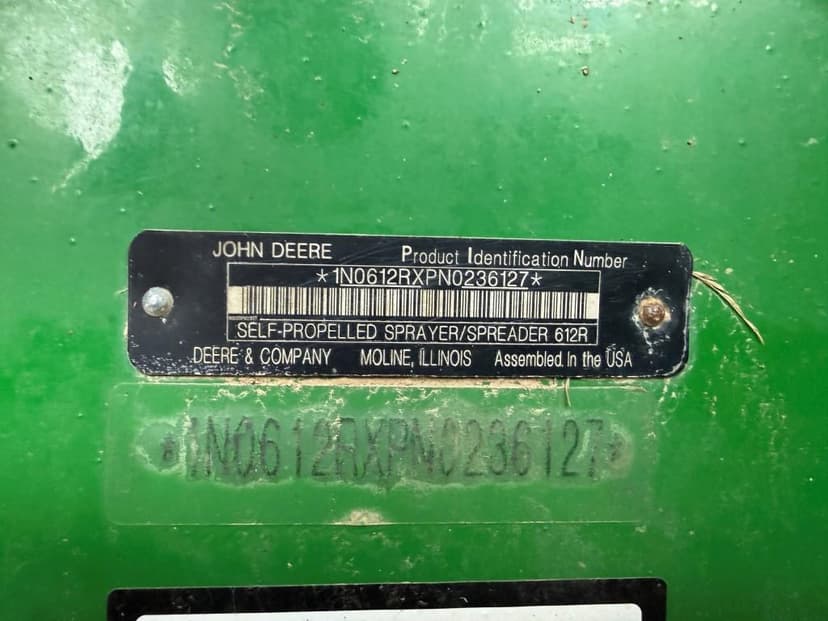 JOHN DEERE Product Identification Number
*1N0612RXPN0236127*
SELF-PROPELLED SPRAYER/SPREADER 612R
DEERE & COMPANY MOLINE, ILLINOIS Assembled in the USA
*1N0612RXPN0236127*